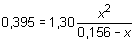 0,395 = 1,30 x²/(0,156 − x)